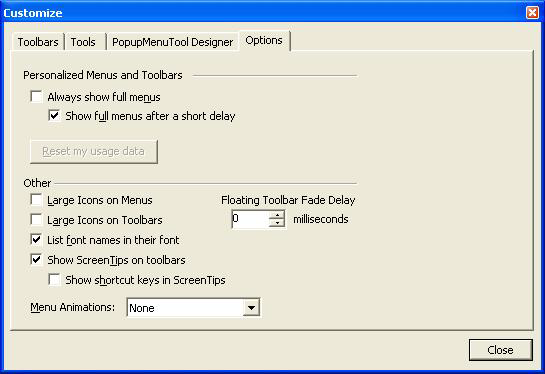 Customize
Toolbars Tools PopupMenuTool Designer Options
Personalized Menus and Toolbars
Always show full menus
Show full menus after a short delay
Reset my usage data
Other
Large Icons on Menus Floating Toolbar Fade Delay
Large Icons on Toolbars 0 milliseconds
List font names in their font
Show ScreenTips on toolbars
Show shortcut keys in ScreenTips
Menu Animations: None
Close